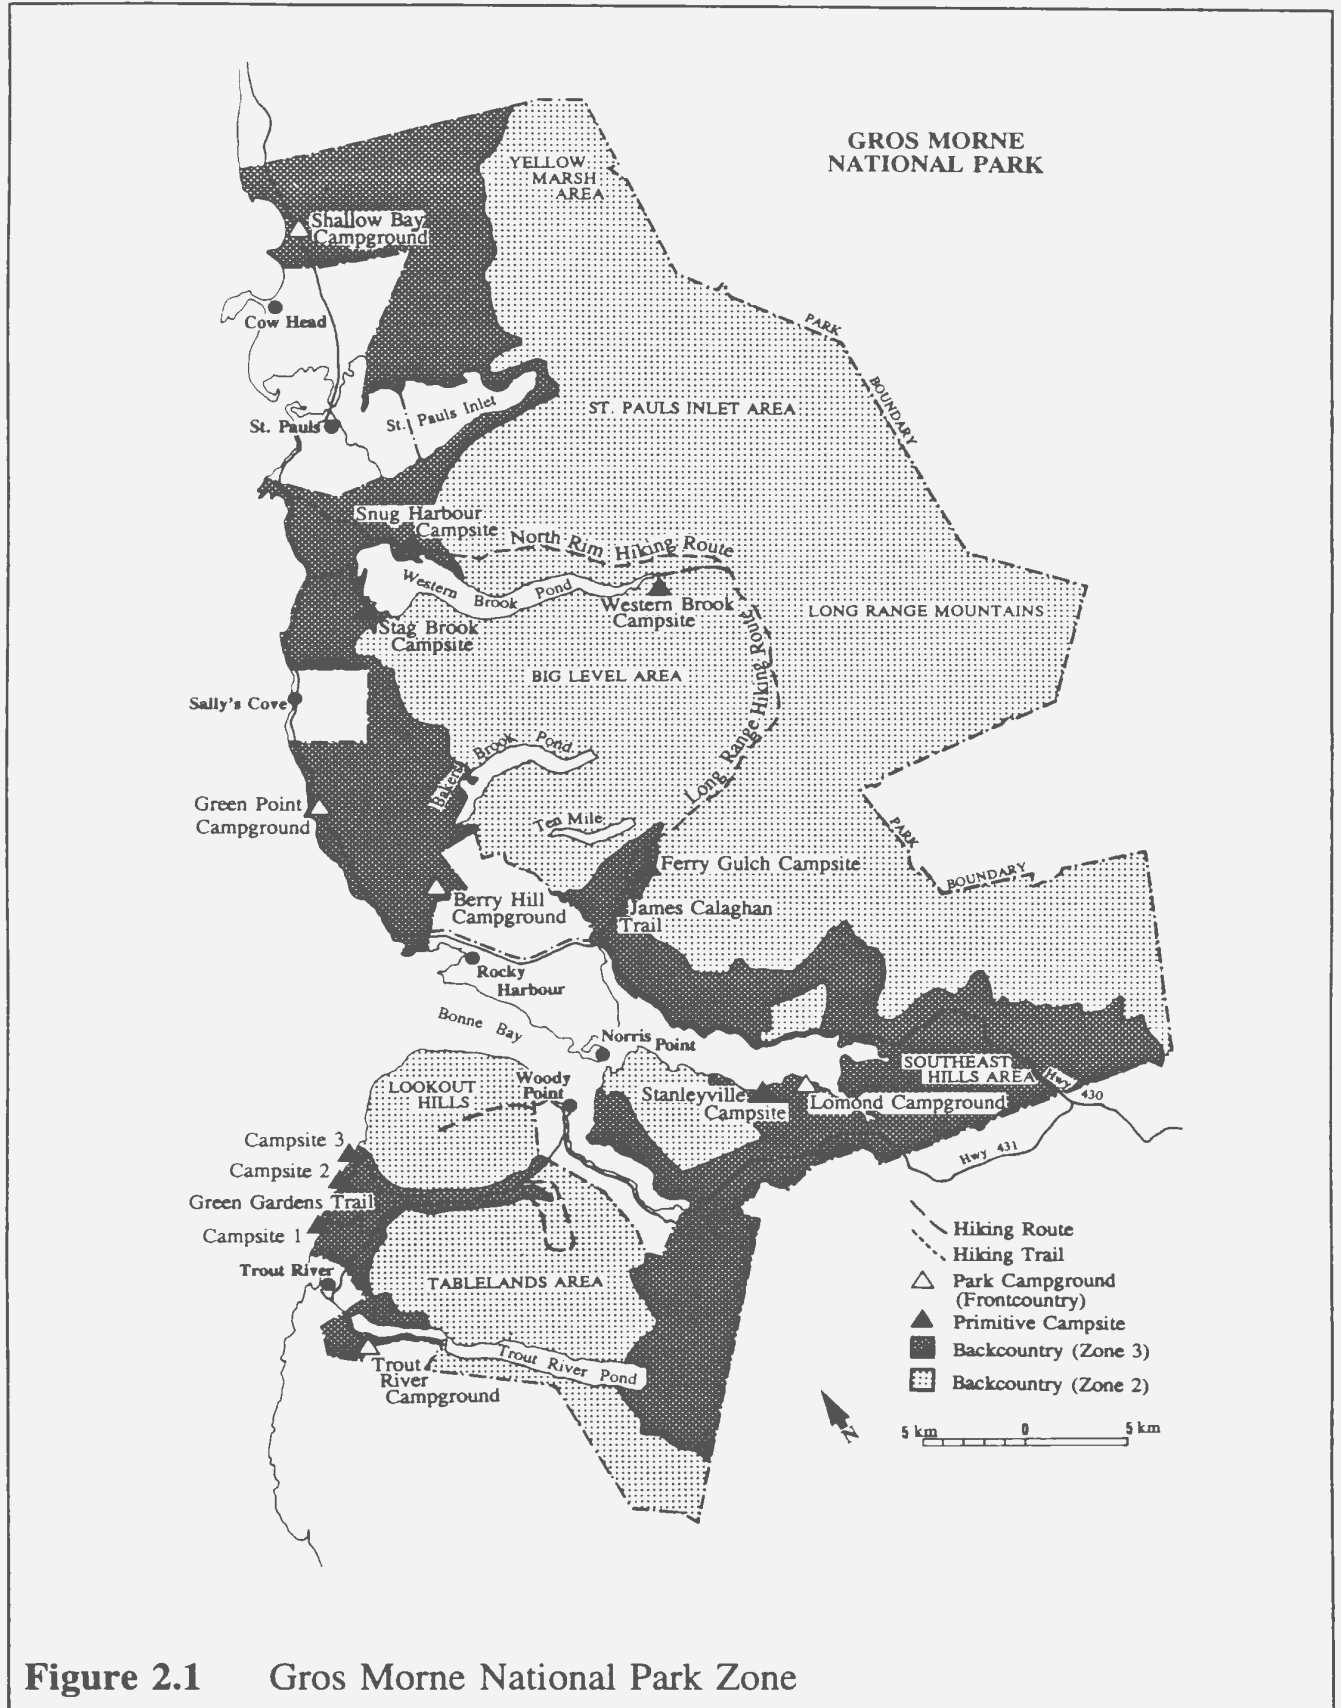 GROS MORNE
NATIONAL PARK
YELLOW
MARSH
AREA
Shallow Bay
Campground
Cow Head
PARK
BOUNDARY
St. Pauls Inlet
ST. PAULS INLET AREA
St. Pauls
Snug Harbour
Campsite
North Rim Hiking Route
Western Brook Pond
Western Brook
Campsite
LONG RANGE MOUNTAINS
Stag Brook
Campsite
BIG LEVEL AREA
Long Range Hiking Route
Sally's Cove
Bakers Brook Pond
Green Point
Campground
Ten Mile
PARK
BOUNDARY
Ferry Gulch Campsite
Berry Hill
Campground
James Calaghan
Trail
Rocky
Harbour
Bonne Bay
Norris
Point
SOUTHEAST
HILLS AREA
LOOKOUT
HILLS
Woody
Point
Stanleyville
Campsite
Lomond Campground
Hwy 430
Hwy 431
Campsite 3
Campsite 2
Green Gardens Trail
Campsite 1
Trout River
TABLELANDS AREA
Trout River Pond
Trout
River
Campground
Hiking Route
Hiking Trail
Park Campground
(Frontcountry)
Primitive Campsite
Backcountry (Zone 3)
Backcountry (Zone 2)
N
5 km 0 5 km
Figure 2.1 Gros Morne National Park Zone